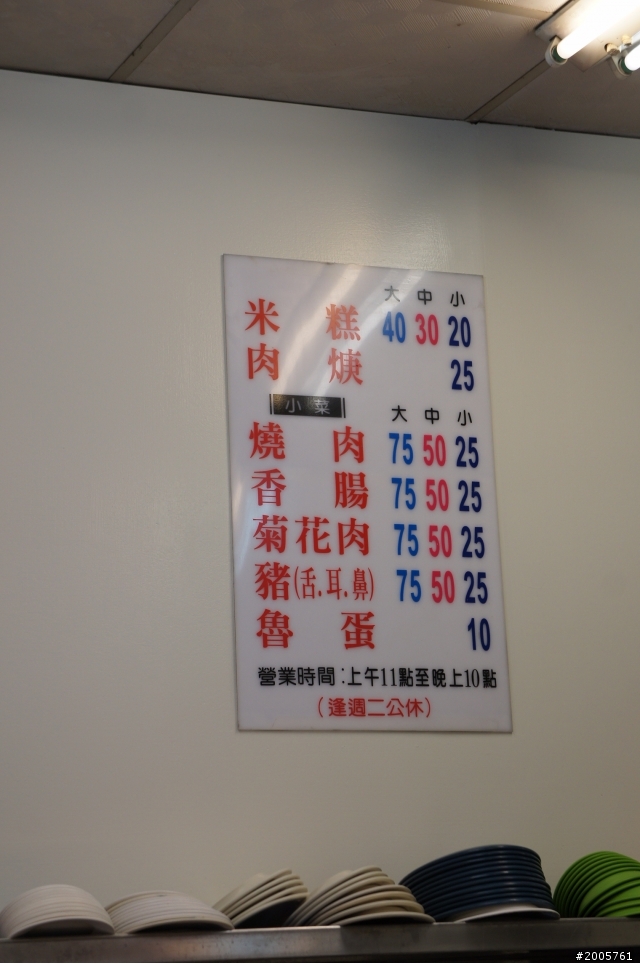 大 中 小
米糕 40 30 20
肉焿 25
小菜
大 中 小
燒肉 75 50 25
香腸 75 50 25
菊花肉 75 50 25
豬(舌.耳.鼻) 75 50 25
魯蛋 10
營業時間:上午11點至晚上10點
(逢週二公休)
#2005761